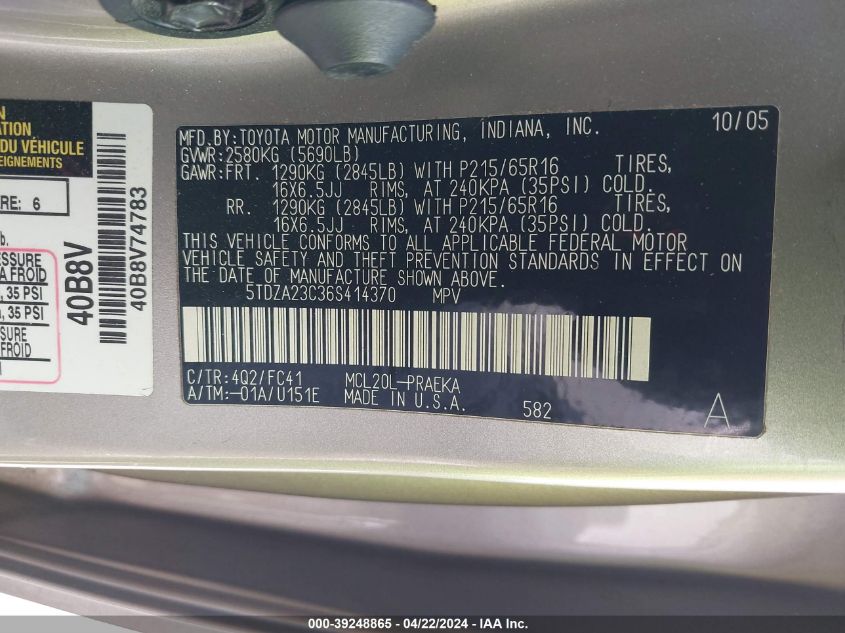 N
ATION
DU VÉHICULE
SEIGNEMENTS
RE: 6
b.
ESSURE
A FROID
, 35 PSI
, 35 PSI
SURE
FROID
40B8V
40B8V74783
10/05
MFD.BY:TOYOTA MOTOR MANUFACTURING, INDIANA, INC.
GVWR:2580KG (5690LB)
GAWR:FRT. 1290KG (2845LB) WITH P215/65R16 TIRES,
16X6.5JJ RIMS, AT 240KPA (35PSI) COLD.
RR. 1290KG (2845LB) WITH P215/65R16 TIRES,
16X6.5JJ RIMS, AT 240KPA (35PSI) COLD.
THIS VEHICLE CONFORMS TO ALL APPLICABLE FEDERAL MOTOR
VEHICLE SAFETY AND THEFT PREVENTION STANDARDS IN EFFECT ON
THE DATE OF MANUFACTURE SHOWN ABOVE.
5TDZA23C36S414370 MPV
C/TR:4Q2/FC41 MCL20L-PRAEKA
A/TM:-01A/U151E MADE IN U.S.A.
582
A
000-39248865 - 04/22/2024 - IAA Inc.